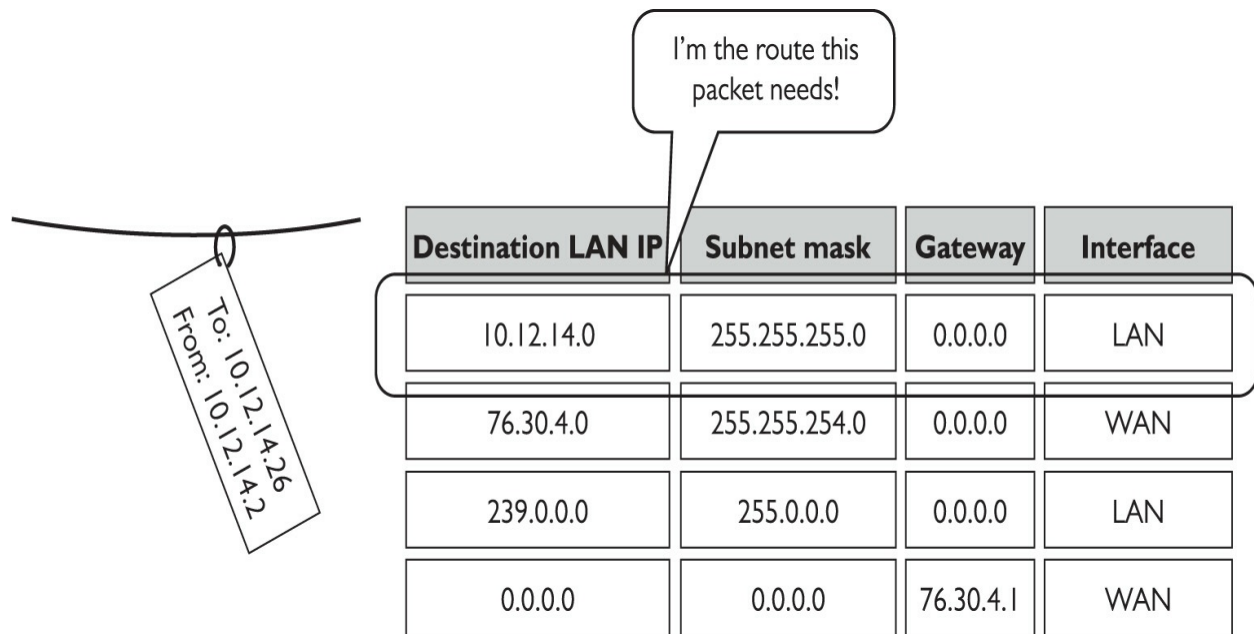 I'm the route this
packet needs!
To: 10.12.14.26
From: 10.12.14.2
Destination LAN IP Subnet mask Gateway Interface
10.12.14.0 255.255.255.0 0.0.0.0 LAN
76.30.4.0 255.255.254.0 0.0.0.0 WAN
239.0.0.0 255.0.0.0 0.0.0.0 LAN
0.0.0.0 0.0.0.0 76.30.4.1 WAN